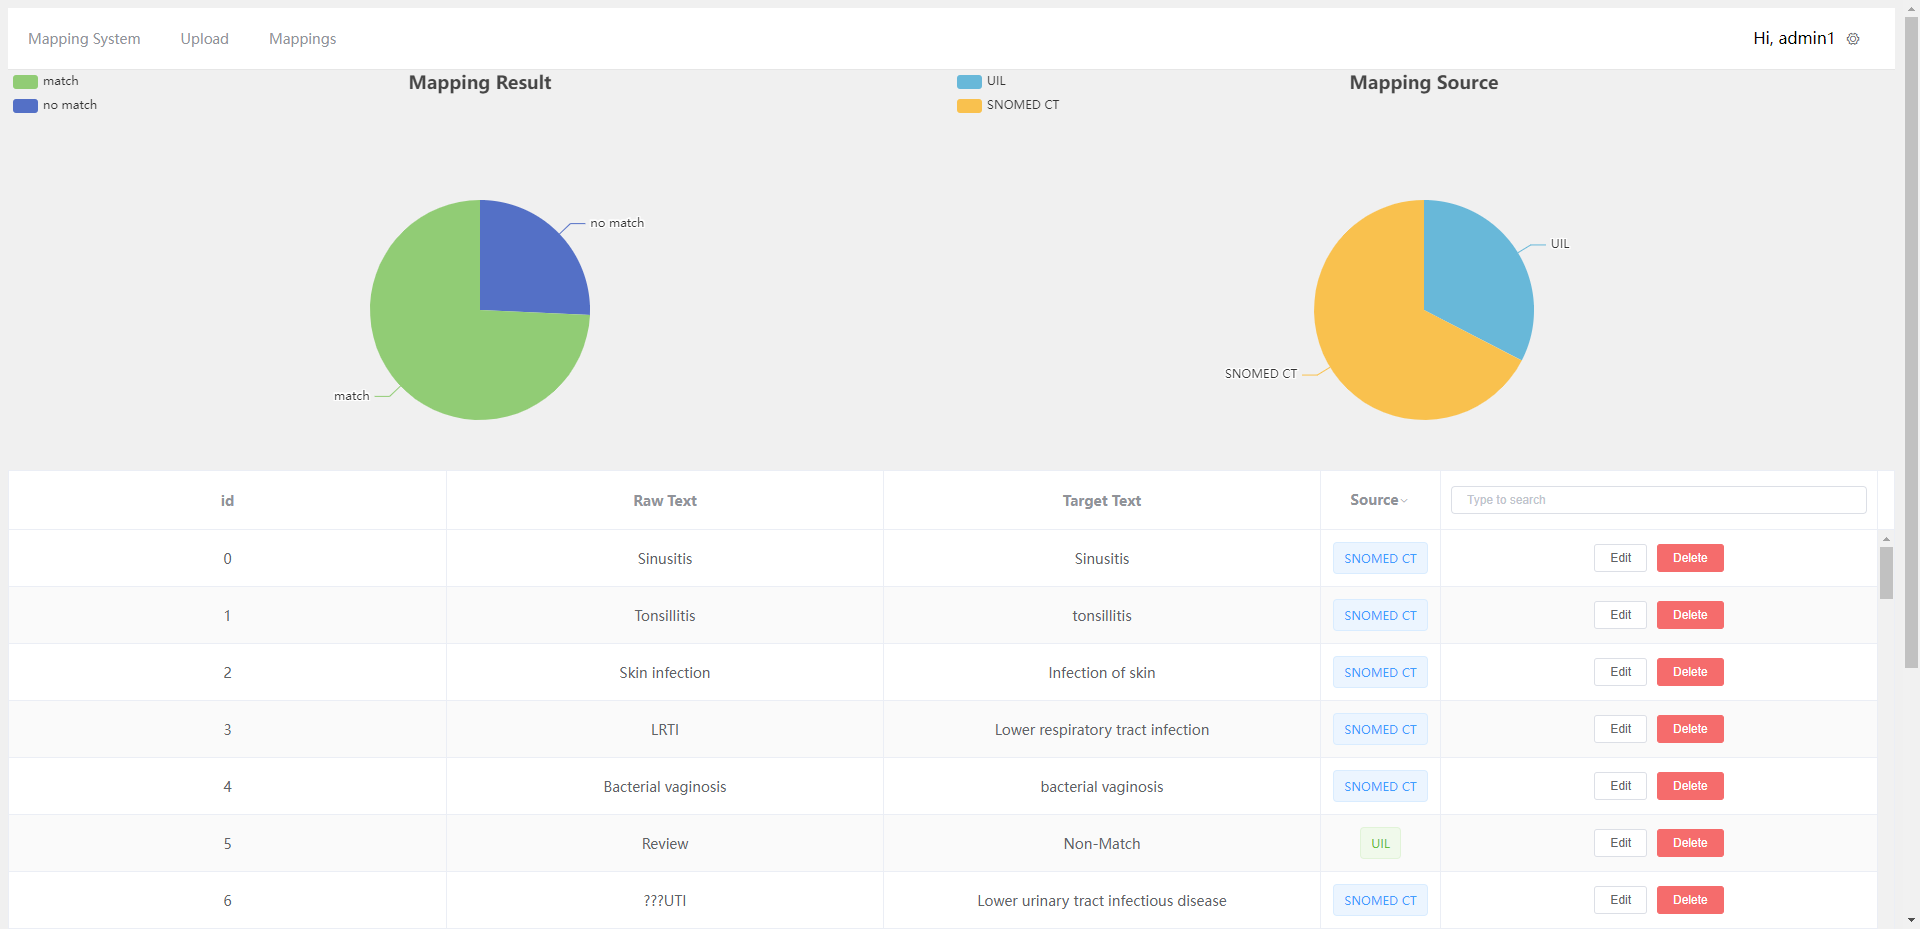 Mapping System Upload Mappings Hi, admin1
match
no match
Mapping Result
UIL
SNOMED CT
Mapping Source
no match
match
UIL
SNOMED CT
id Raw Text Target Text Source Type to search
0 Sinusitis Sinusitis SNOMED CT Edit Delete
1 Tonsillitis tonsillitis SNOMED CT Edit Delete
2 Skin infection Infection of skin SNOMED CT Edit Delete
3 LRTI Lower respiratory tract infection SNOMED CT Edit Delete
4 Bacterial vaginosis bacterial vaginosis SNOMED CT Edit Delete
5 Review Non-Match UIL Edit Delete
6 ???UTI Lower urinary tract infectious disease SNOMED CT Edit Delete